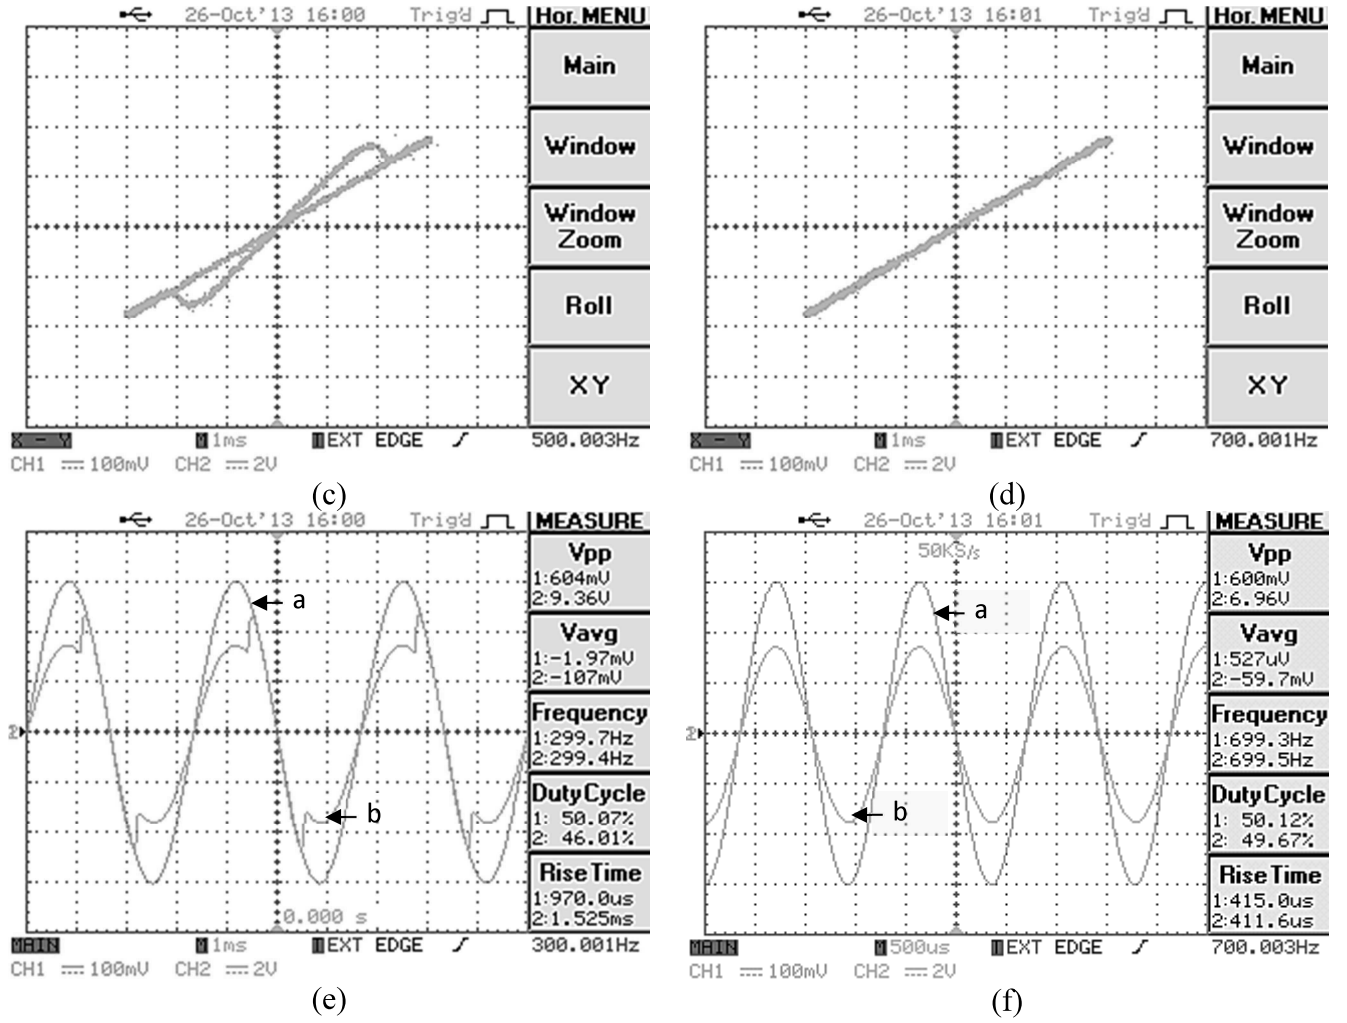 26-Oct'13 16:00 Trig'd Hor. MENU
Main
Window
Window
Zoom
Roll
XY
X - Y M 1ms EXT EDGE 500.003Hz
CH1 100mV CH2 2V
(c)
26-Oct'13 16:01 Trig'd Hor. MENU
Main
Window
Window
Zoom
Roll
XY
X - Y M 1ms EXT EDGE 700.001Hz
CH1 100mV CH2 2V
(d)
26-Oct'13 16:00 Trig'd MEASURE
Vpp
1:604mV
2:9.36V
a
Vavg
1:-1.97mV
2:-107mV
Frequency
1:299.7Hz
2:299.4Hz
2
Duty Cycle
1: 50.07%
2: 46.01%
b
Rise Time
1:970.0us
2:1.525ms
0.000 s
MAIN M 1ms EXT EDGE 300.001Hz
CH1 100mV CH2 2V
(e)
26-Oct'13 16:01 Trig'd MEASURE
50KS/s
Vpp
1:600mV
2:6.96V
a
Vavg
1:527uV
2:-59.7mV
Frequency
1:699.3Hz
2:699.5Hz
2
Duty Cycle
1: 50.12%
2: 49.67%
b
Rise Time
1:415.0us
2:411.6us
MAIN M 500us EXT EDGE 700.003Hz
CH1 100mV CH2 2V
(f)